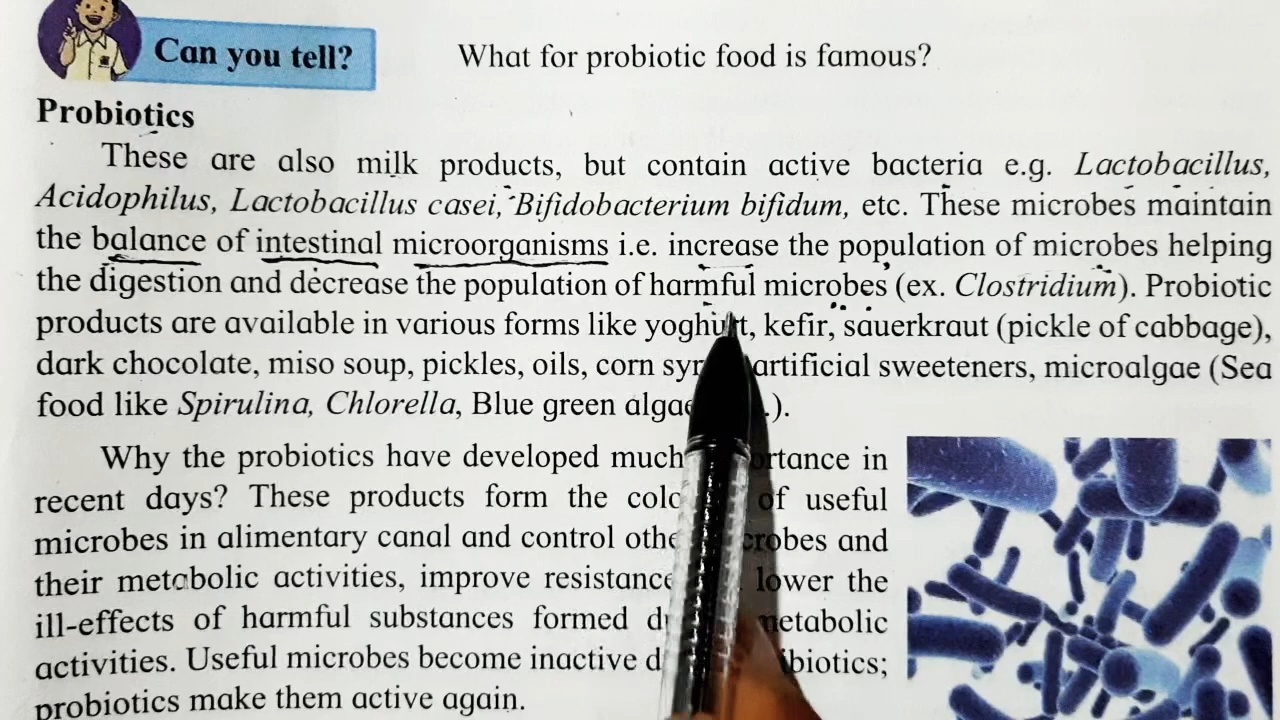 Can you tell?
What for probiotic food is famous?
Probiotics
These are also milk products, but contain active bacteria e.g. Lactobacillus,
Acidophilus, Lactobacillus casei, Bifidobacterium bifidum, etc. These microbes maintain
the balance of intestinal microorganisms i.e. increase the population of microbes helping
the digestion and decrease the population of harmful microbes (ex. Clostridium). Probiotic
products are available in various forms like yoghurt, kefir, sauerkraut (pickle of cabbage),
dark chocolate, miso soup, pickles, oils, corn artificial sweeteners, microalgae (Sea
food like Spirulina, Chlorella, Blue green algae ).
Why the probiotics have developed much in
recent days? These products form the of useful
microbes in alimentary canal and control and
their metabolic activities, improve resistance lower the
ill-effects of harmful substances formed metabolic
activities. Useful microbes become inactive
probiotics make them active again.